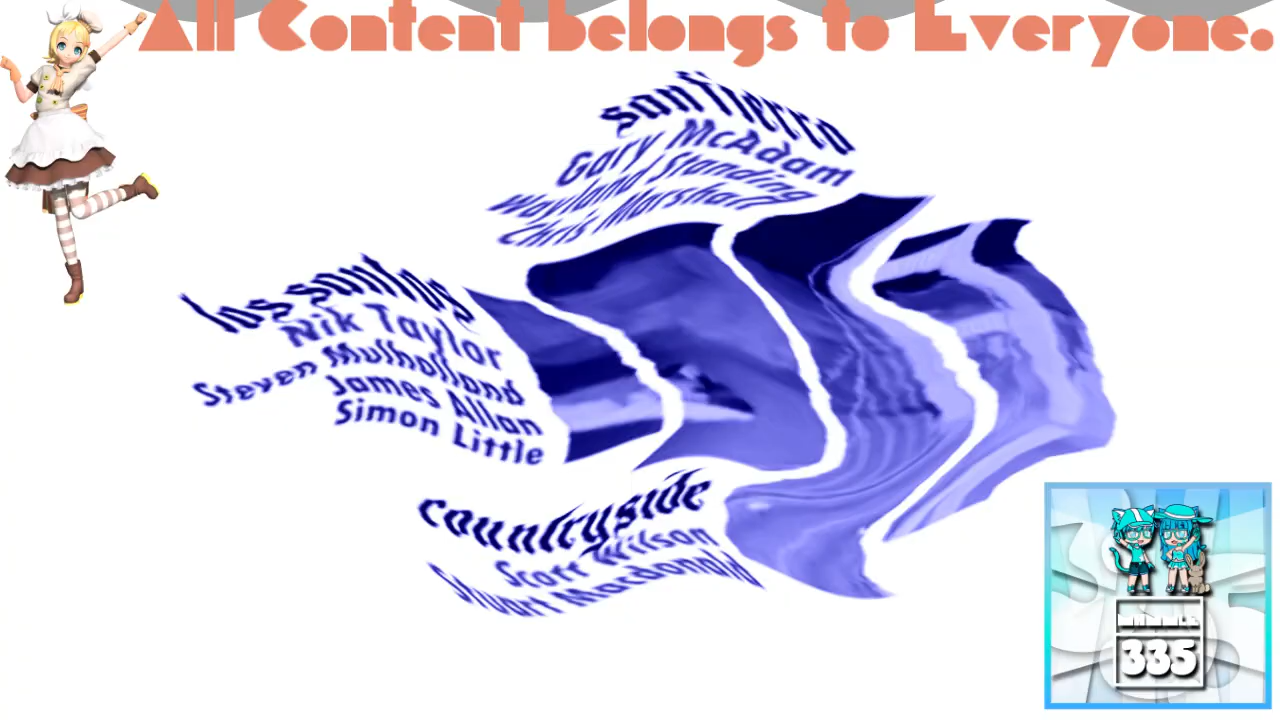 All Content belongs to Everyone.
san fierro
Gary McAdam
Wayland Standing
Chris Marshall
los santos
Nik Taylor
Steven Mulholland
James Allan
Simon Little
countryside
Scott Wilson
Stuart Macdonald
335